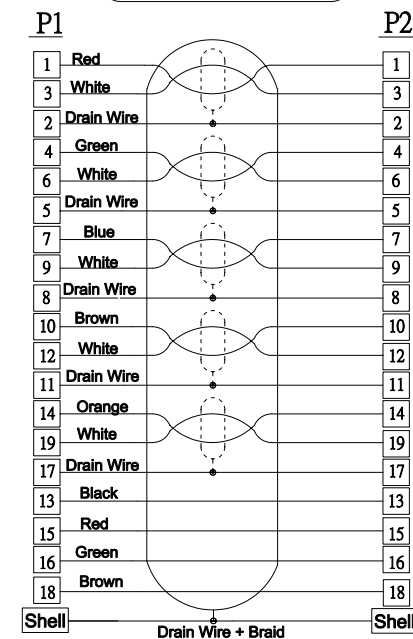 P1 P2
1 Red 1
3 White 3
2 Drain Wire 2
4 Green 4
6 White 6
5 Drain Wire 5
7 Blue 7
9 White 9
8 Drain Wire 8
10 Brown 10
12 White 12
11 Drain Wire 11
14 Orange 14
19 White 19
17 Drain Wire 17
13 Black 13
15 Red 15
16 Green 16
18 Brown 18
Shell Shell
Drain Wire + Braid